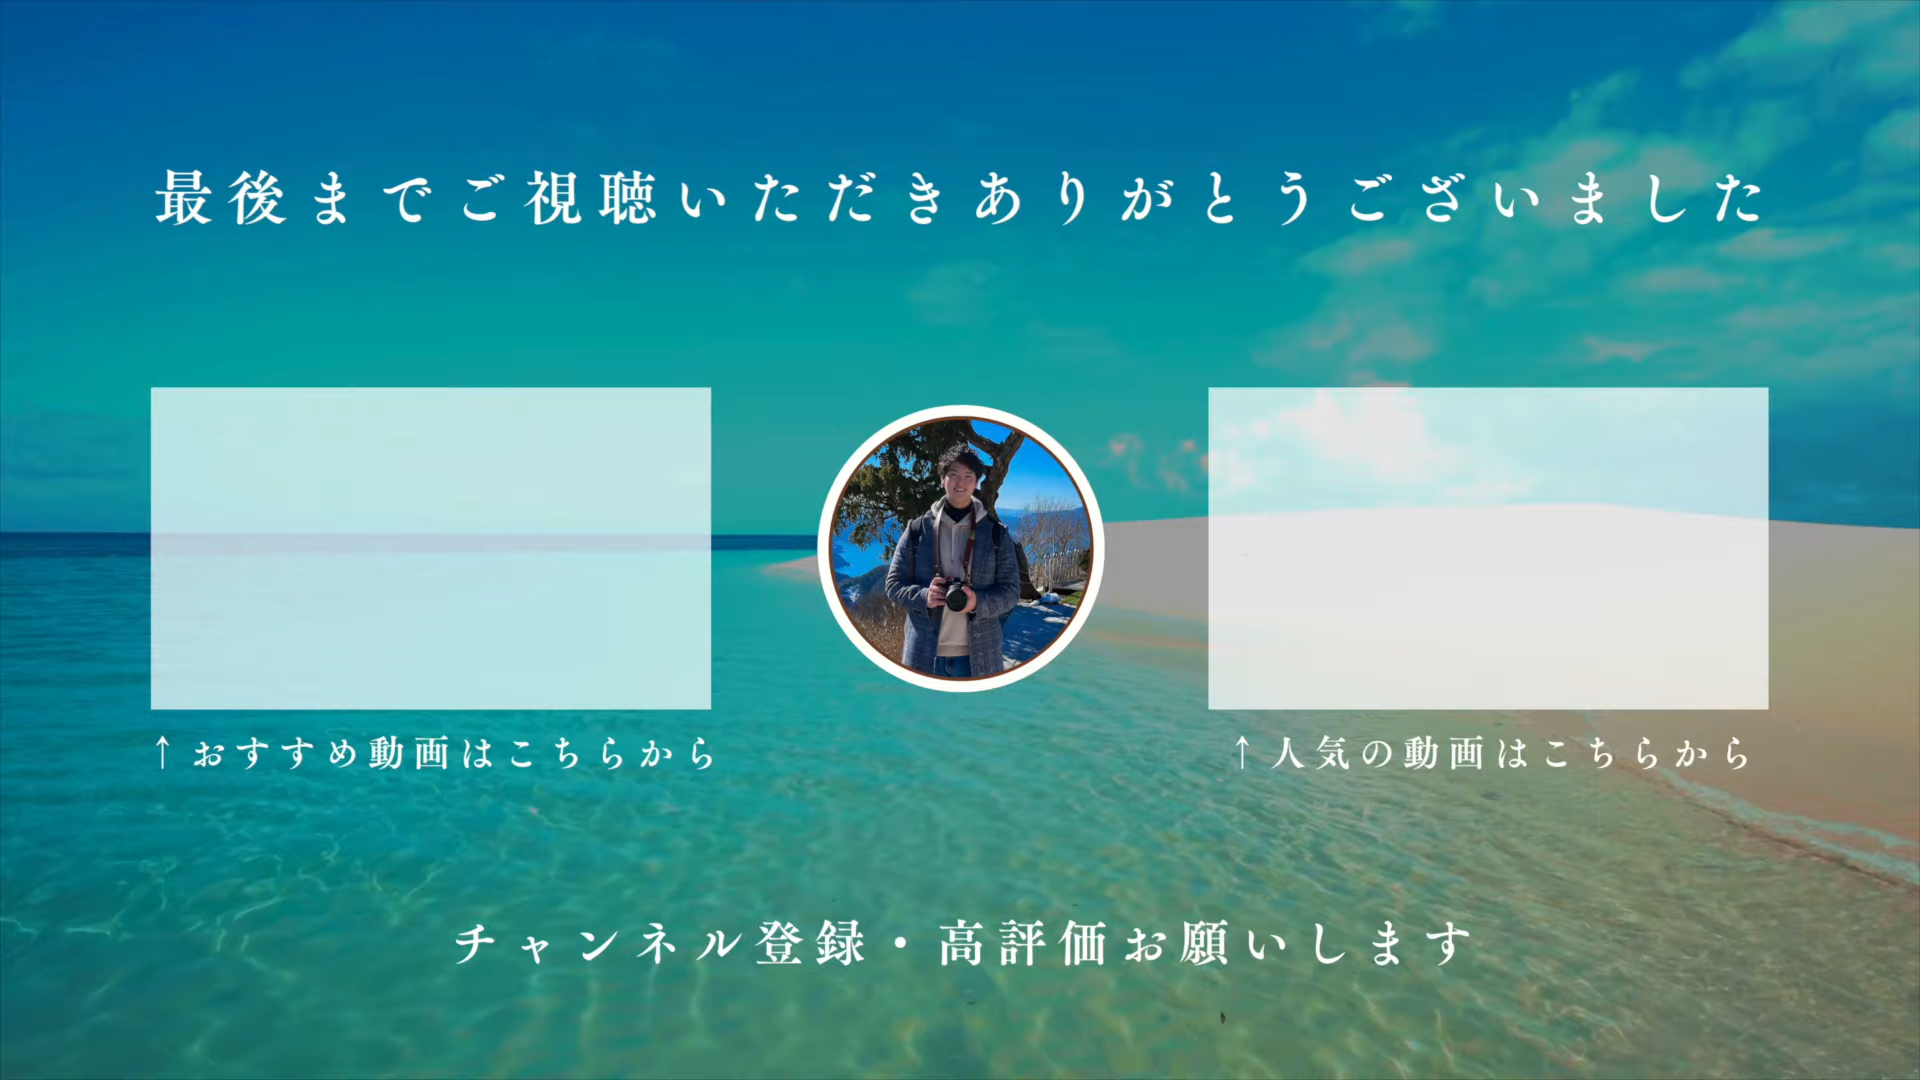 最後までご視聴いただきありがとうございました
↑おすすめ動画はこちらから
↑人気の動画はこちらから
チャンネル登録・高評価お願いします